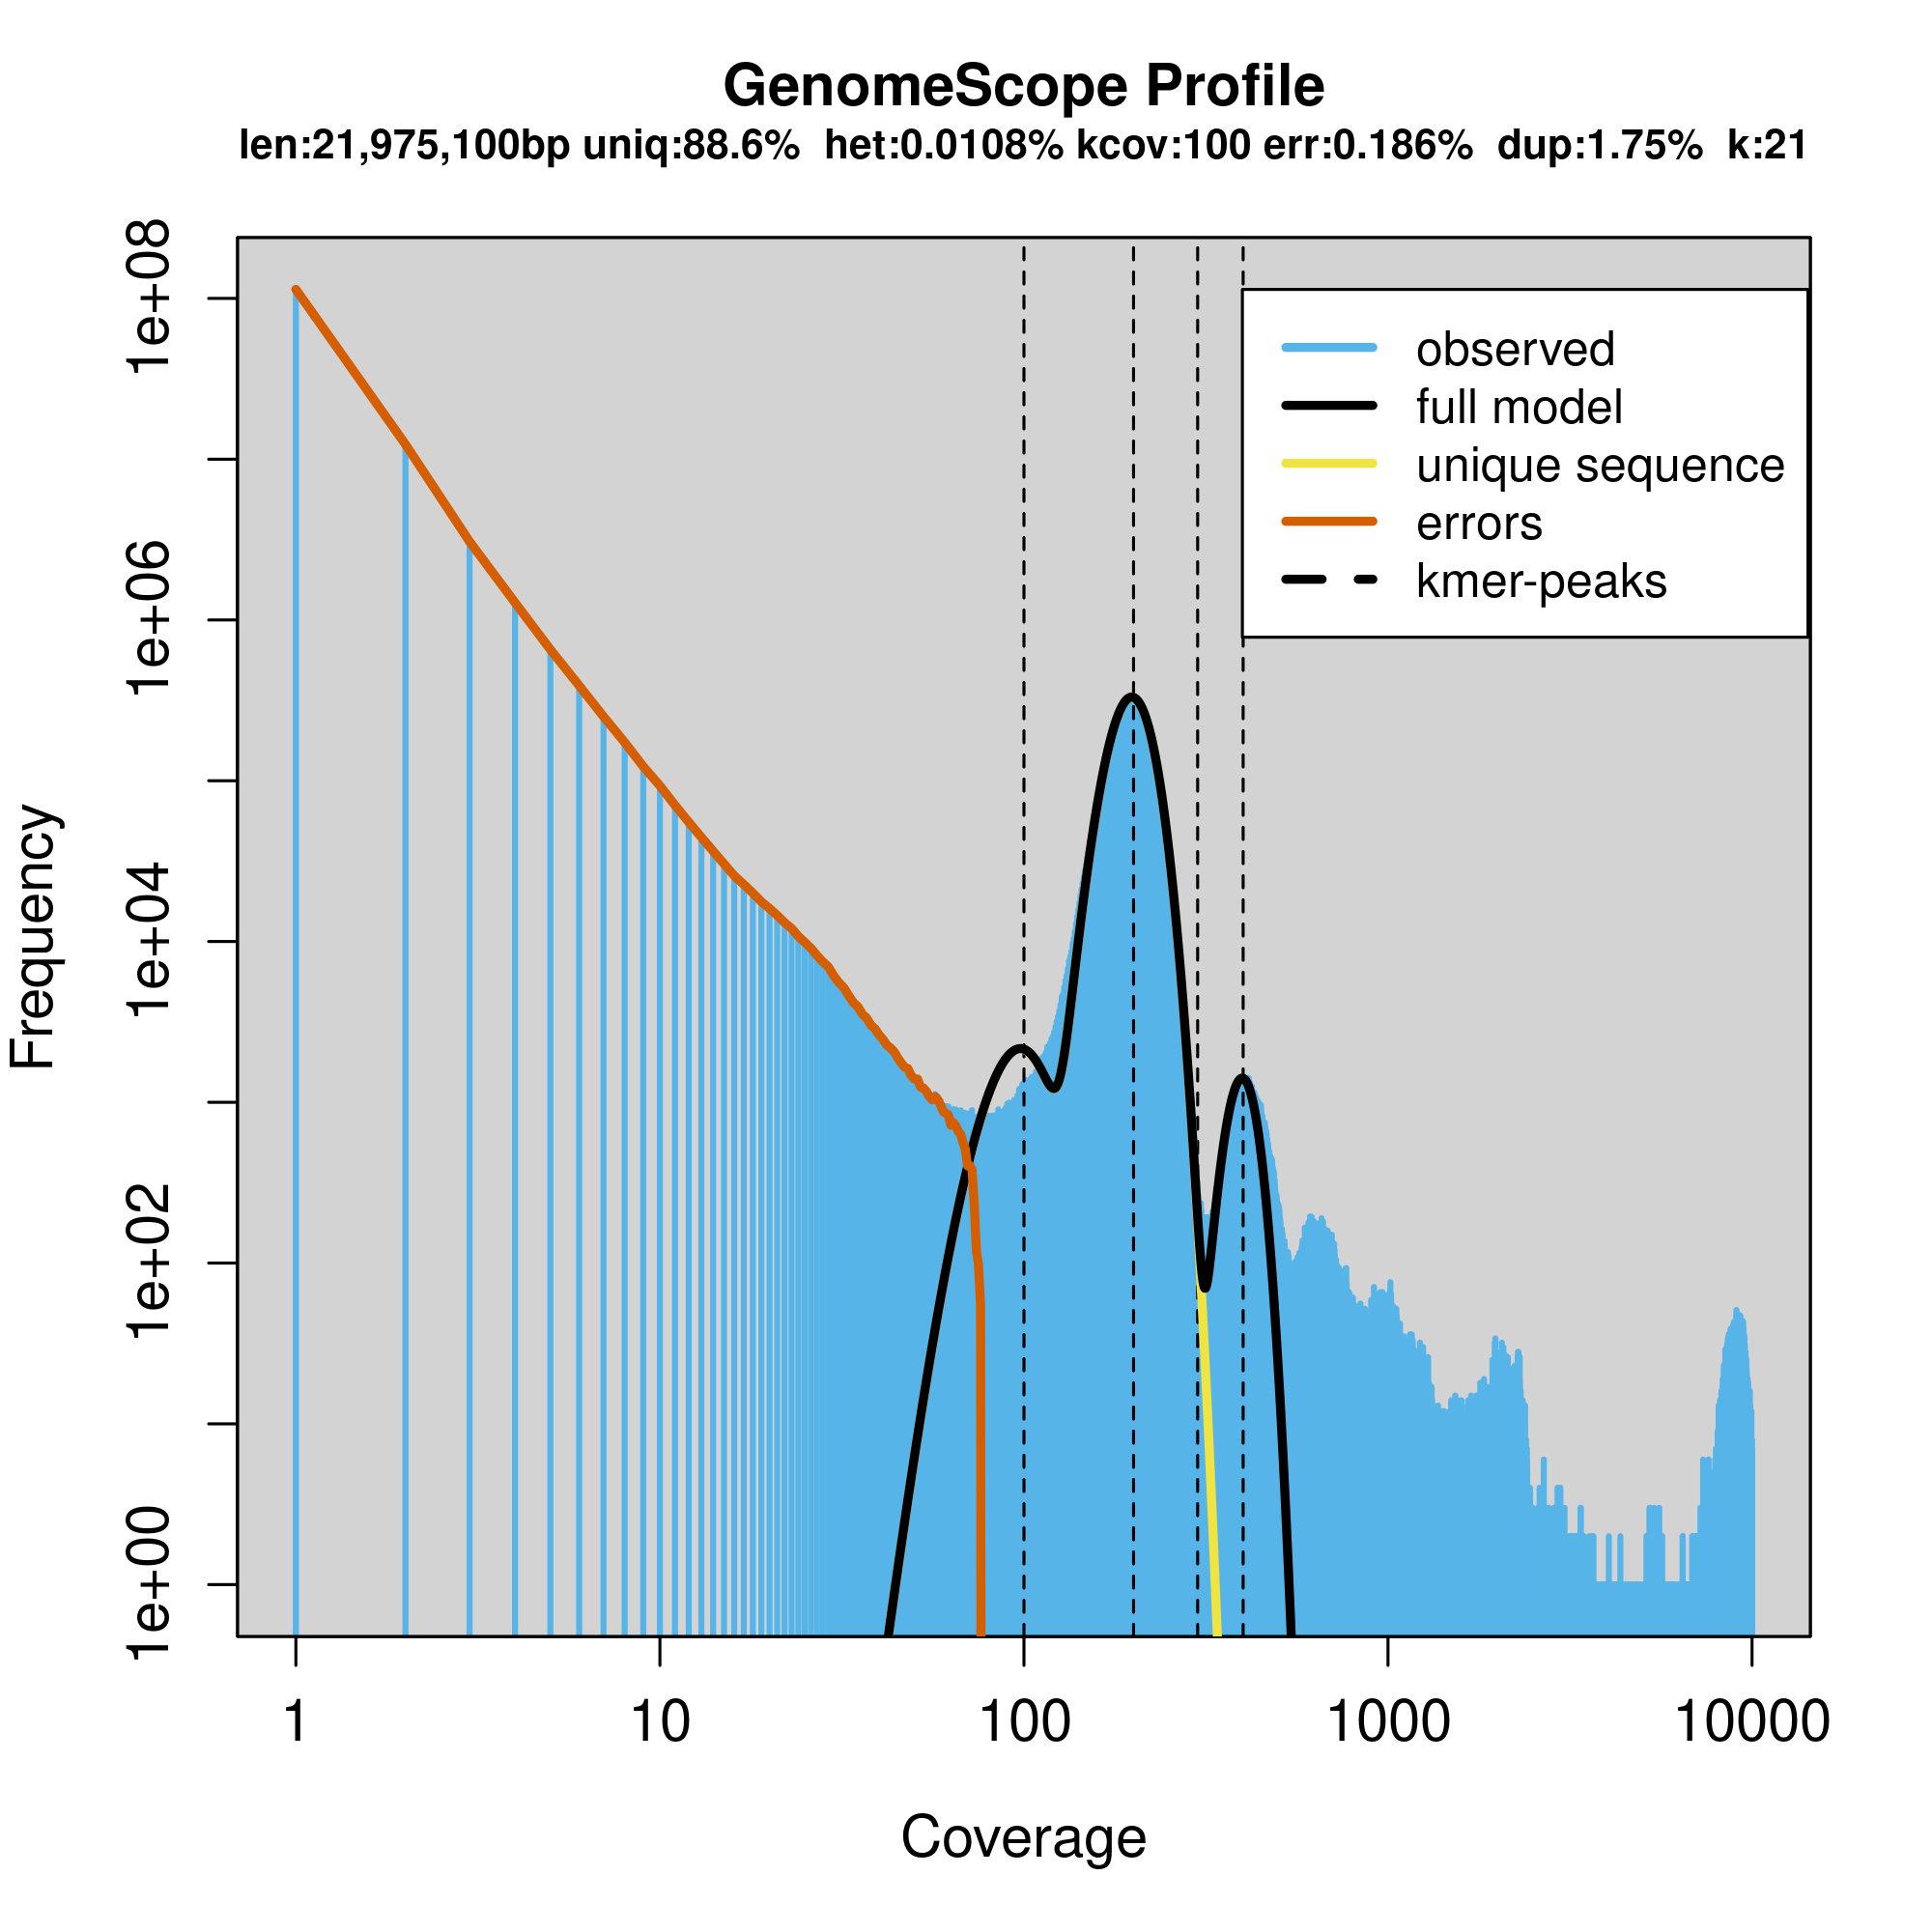 GenomeScope Profile
len:21,975,100bp uniq:88.6% het:0.0108% kcov:100 err:0.186% dup:1.75% k:21
1e+08
1e+06
1e+04
1e+02
1e+00
Frequency
observed
full model
unique sequence
errors
kmer-peaks
1 10 100 1000 10000
Coverage